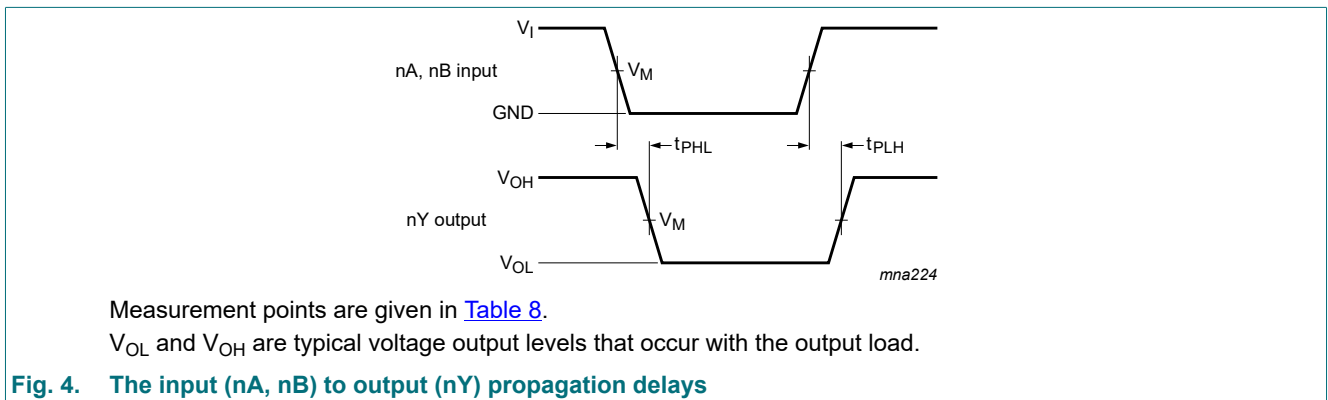 VI
nA, nB input
VM
GND
tPHL
tPLH
VOH
nY output
VM
VOL
mna224
Measurement points are given in Table 8.
VOL and VOH are typical voltage output levels that occur with the output load.
Fig. 4. The input (nA, nB) to output (nY) propagation delays